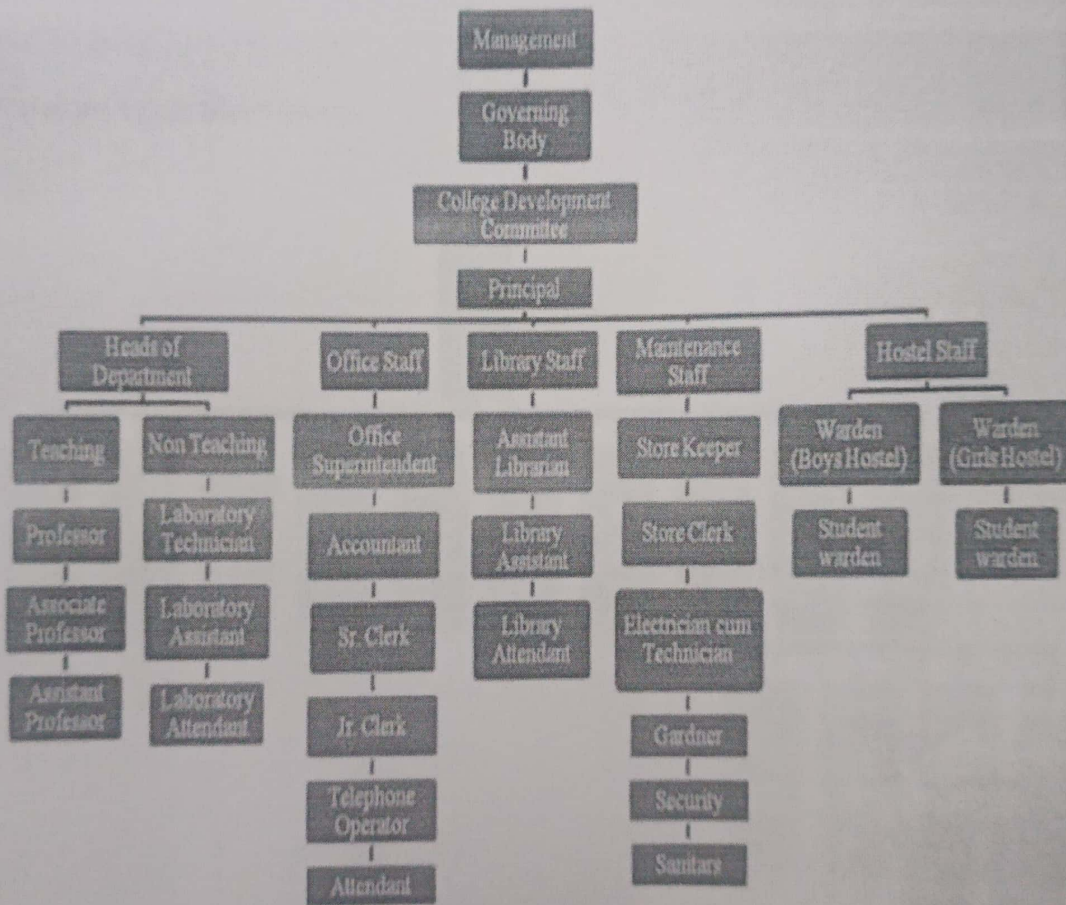 Management
Governing
Body
College Development
Committee
Principal
Heads of
Department
Office Staff
Library Staff
Maintenance
Staff
Hostel Staff
Teaching
Non Teaching
Office
Superintendent
Assistant
Librarian
Store Keeper
Warden
(Boys Hostel)
Warden
(Girls Hostel)
Professor
Laboratory
Technician
Accountant
Library
Assistant
Store Clerk
Student
warden
Student
warden
Associate
Professor
Laboratory
Assistant
Sr. Clerk
Library
Attendant
Electrician cum
Technician
Assistant
Professor
Laboratory
Attendant
Jr. Clerk
Gardner
Telephone
Operator
Security
Attendant
Sanitars